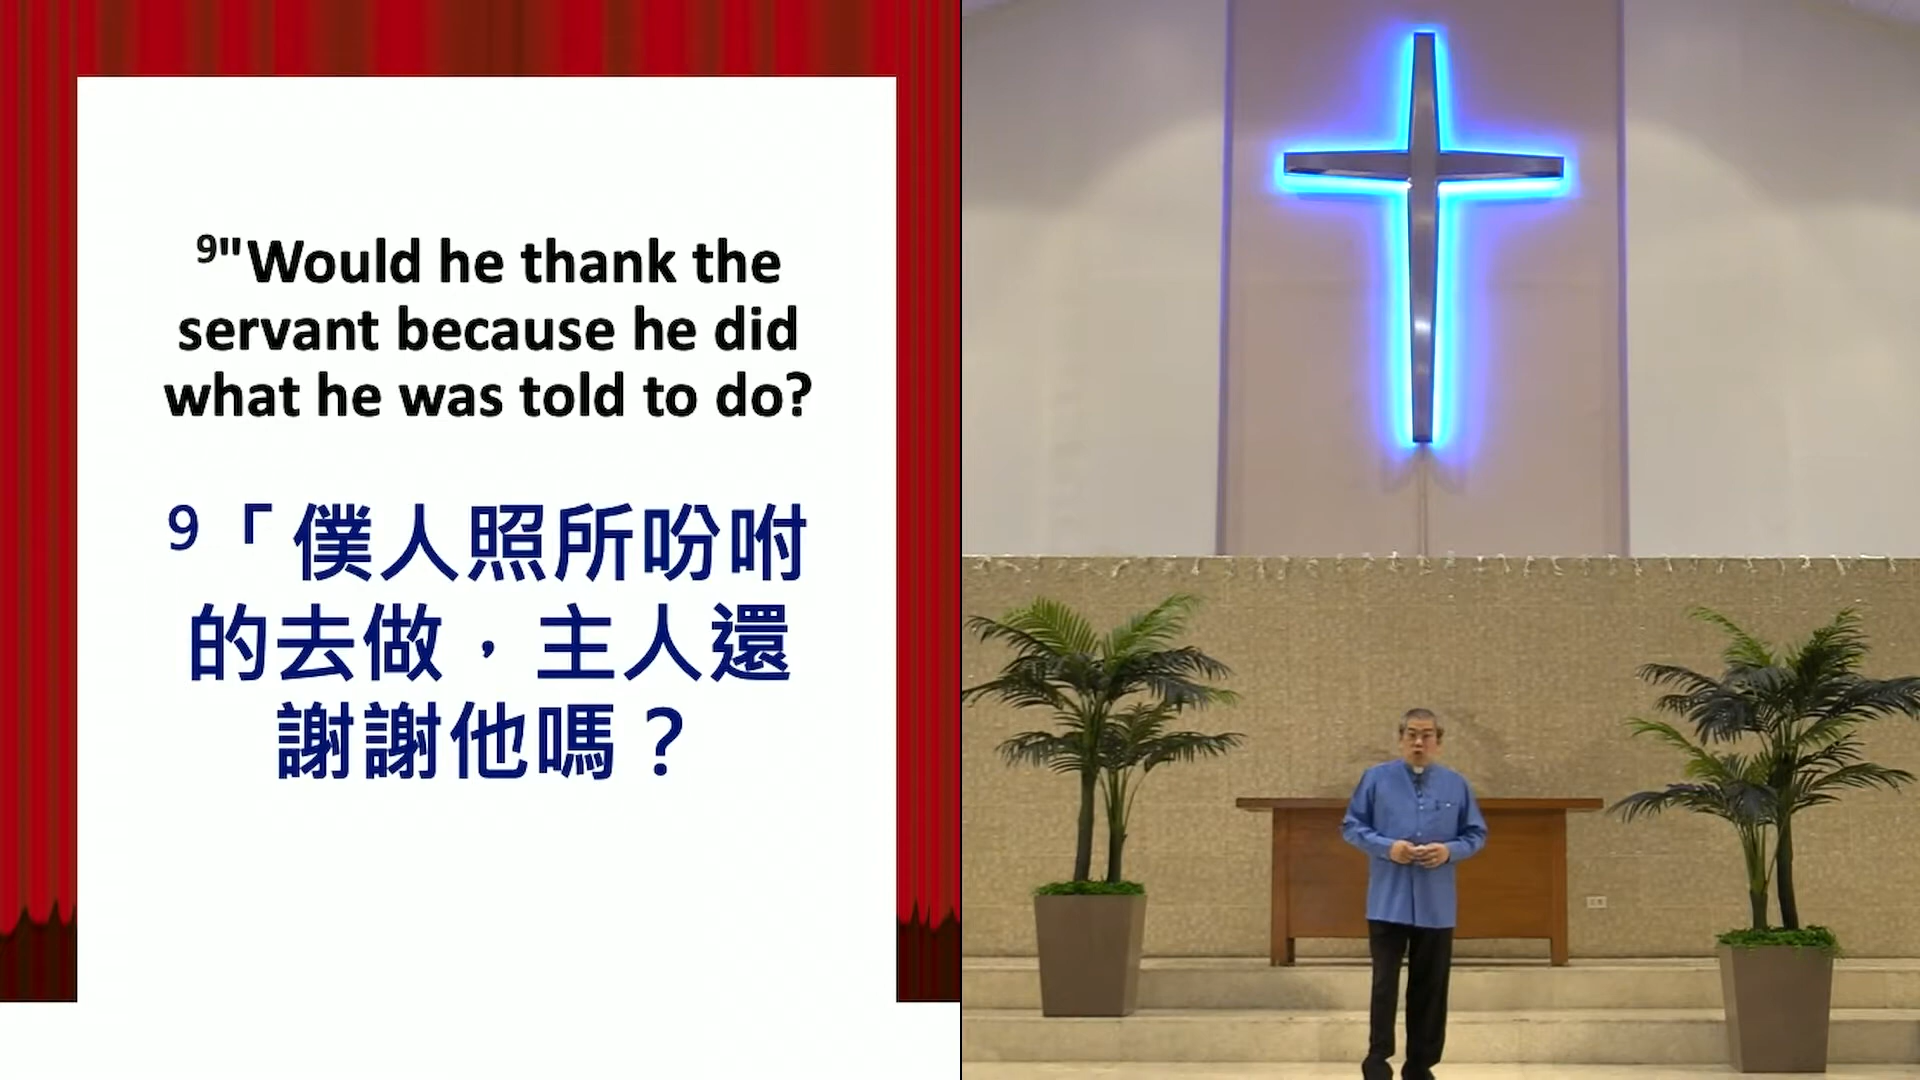 9"Would he thank the
servant because he did
what he was told to do?
9「僕人照所吩咐
的去做，主人還
謝謝他嗎？